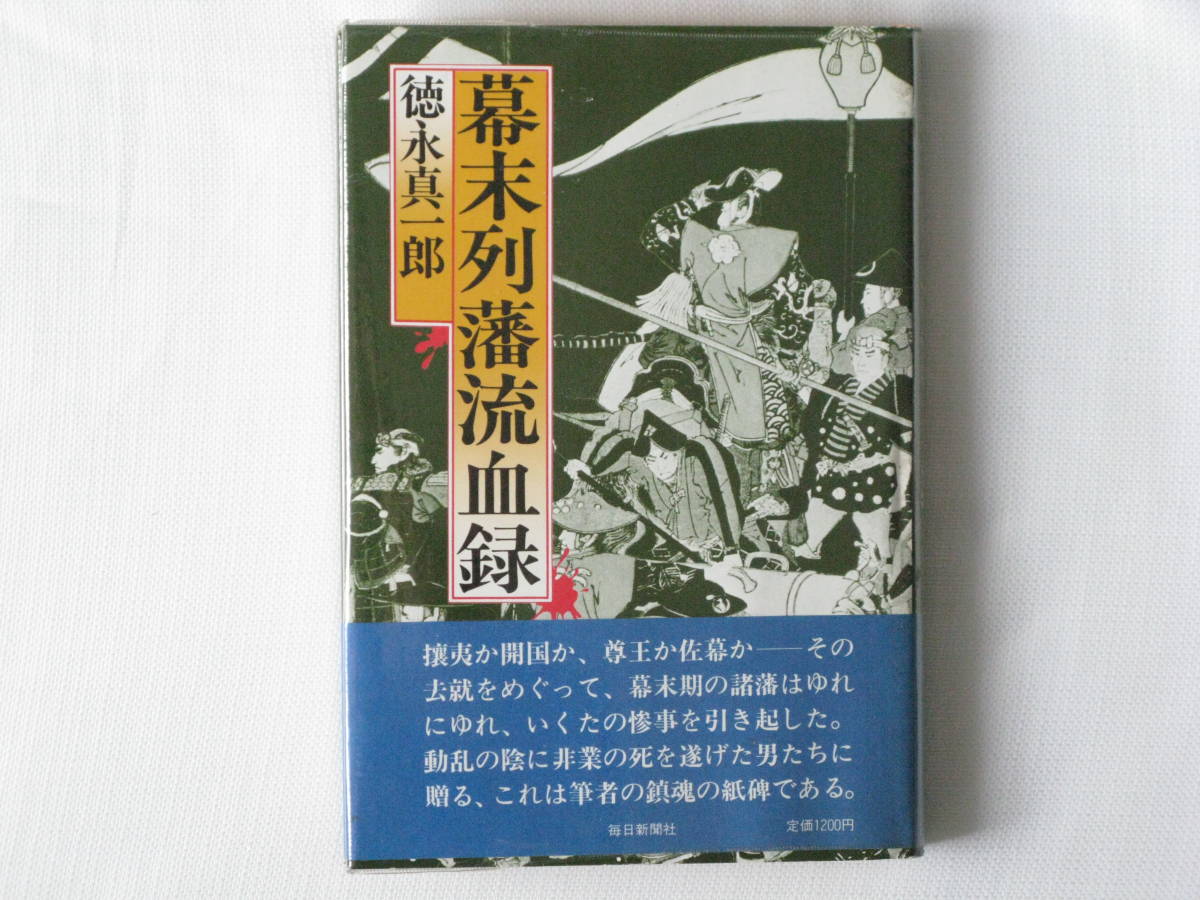 幕末列藩流血録
徳永真一郎
攘夷か開国か、尊王か佐幕か――その
去就をめぐって、幕末期の諸藩はゆれ
にゆれ、いくたの惨事を引き起した。
動乱の陰に非業の死を遂げた男たちに
贈る、これは筆者の鎮魂の紙碑である。
毎日新聞社
定価1200円